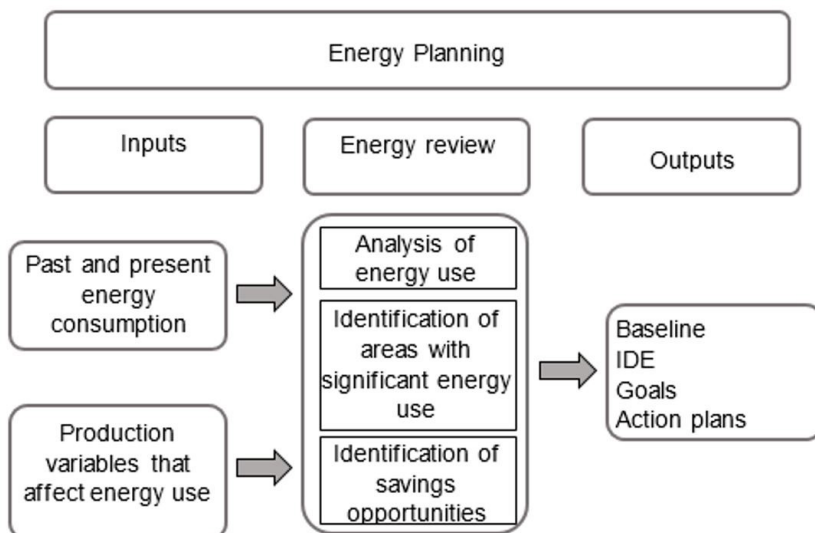 Energy Planning
Inputs
Energy review
Outputs
Past and present
energy
consumption
Production
variables that
affect energy use
Analysis of
energy use
Identification of
areas with
significant energy
use
Identification of
savings
opportunities
Baseline
IDE
Goals
Action plans